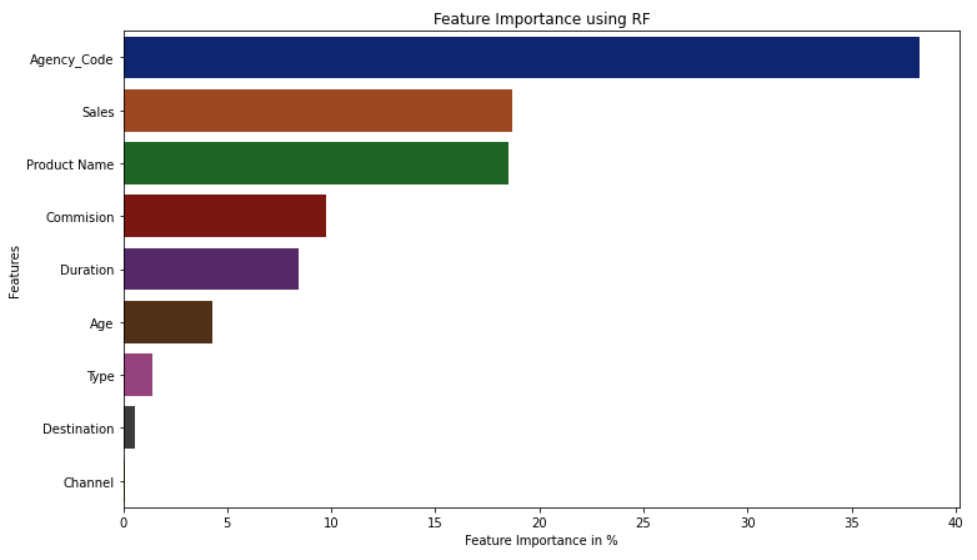 Feature Importance using RF
Agency_Code
Sales
Product Name
Commision
Duration
Age
Type
Destination
Channel
Features
0 5 10 15 20 25 30 35 40
Feature Importance in %